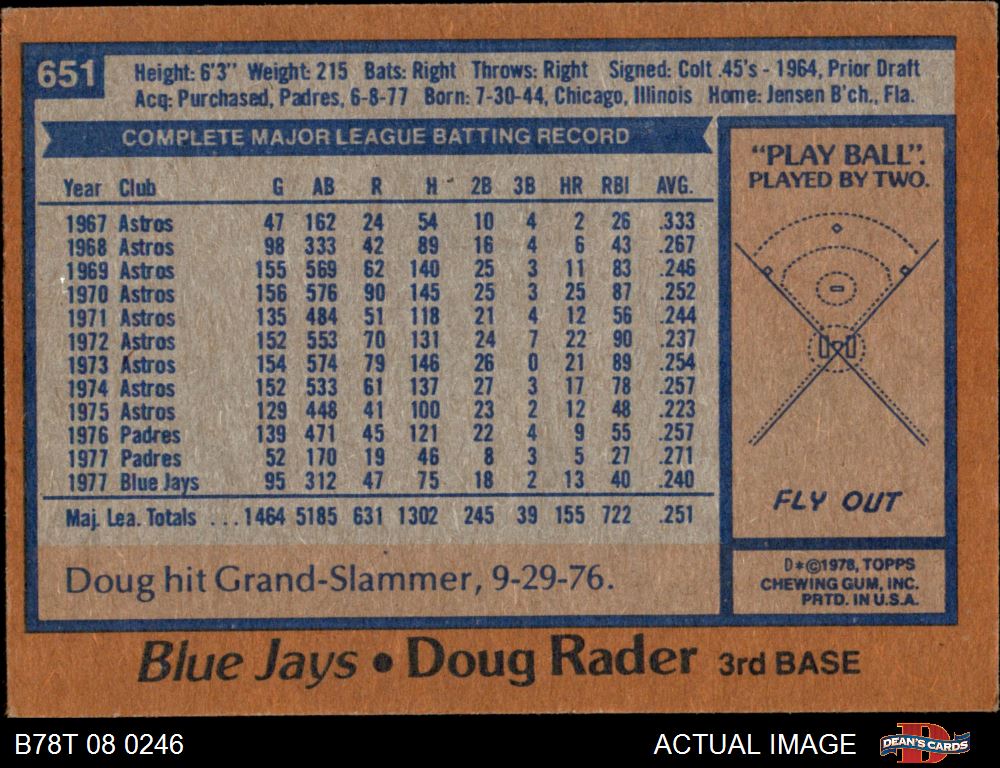 651
Height: 6'3" Weight: 215 Bats: Right Throws: Right Signed: Colt .45's - 1964, Prior Draft
Acq: Purchased, Padres, 6-8-77 Born: 7-30-44, Chicago, Illinois Home: Jensen B'ch., Fla.
COMPLETE MAJOR LEAGUE BATTING RECORD
Year Club G AB R H 2B 3B HR RBI AVG.
1967 Astros 47 162 24 54 10 4 2 26 .333
1968 Astros 98 333 42 89 16 4 6 43 .267
1969 Astros 155 569 62 140 25 3 11 83 .246
1970 Astros 156 576 90 145 25 3 25 87 .252
1971 Astros 135 484 51 118 21 4 12 56 .244
1972 Astros 152 553 70 131 24 7 22 90 .237
1973 Astros 154 574 79 146 26 0 21 89 .254
1974 Astros 152 533 61 137 27 3 17 78 .257
1975 Astros 129 448 41 100 23 2 12 48 .223
1976 Padres 139 471 45 121 22 4 9 55 .257
1977 Padres 52 170 19 46 8 3 5 27 .271
1977 Blue Jays 95 312 47 75 18 2 13 40 .240
Maj. Lea. Totals ... 1464 5185 631 1302 245 39 155 722 .251
Doug hit Grand-Slammer, 9-29-76.
"PLAY BALL".
PLAYED BY TWO.
FLY OUT
D*©1978, TOPPS
CHEWING GUM, INC.
PRTD. IN U.S.A.
Blue Jays • Doug Rader 3rd BASE
B78T 08 0246
ACTUAL IMAGE
D
DEAN'S CARDS